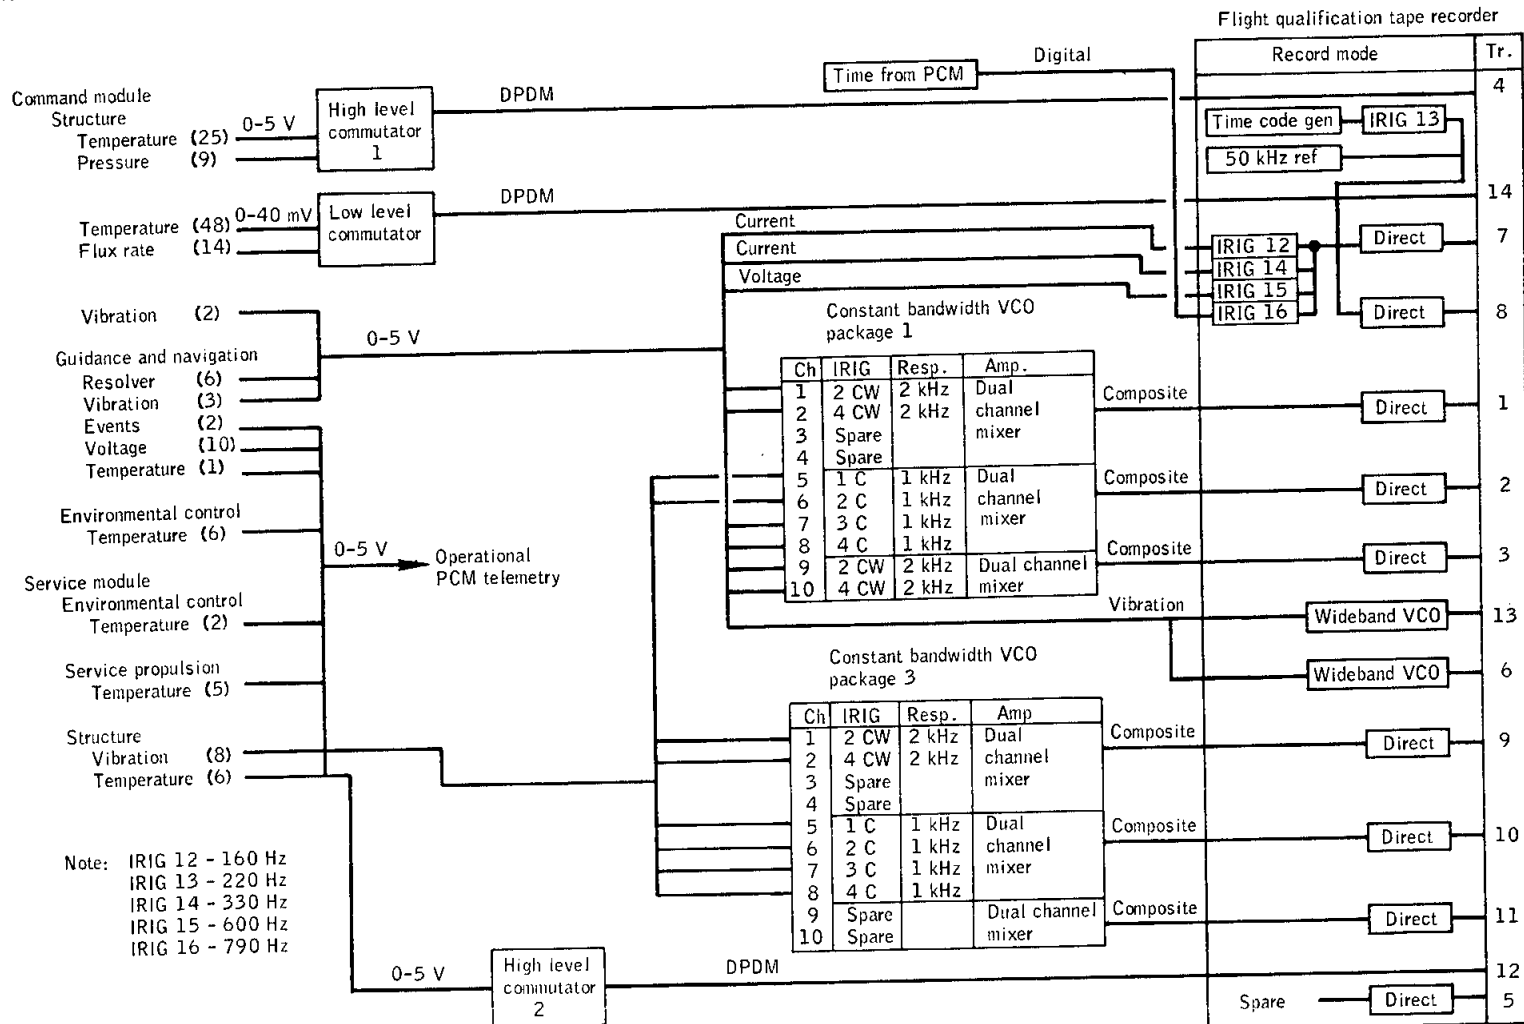 Flight qualification tape recorder
Record mode
Tr.
Time from PCM
Digital
4
Command module
Structure
Temperature (25)
Pressure (9)
0-5 V
High level
commutator
1
DPDM
Time code gen
IRIG 13
50 kHz ref
14
Temperature (48)
Flux rate (14)
0-40 mV
Low level
commutator
DPDM
Current
Current
Voltage
IRIG 12
IRIG 14
IRIG 15
IRIG 16
Direct
7
Direct
8
Vibration (2)
Guidance and navigation
Resolver (6)
Vibration (3)
Events (2)
Voltage (10)
Temperature (1)
0-5 V
Environmental control
Temperature (6)
0-5 V
Operational
PCM telemetry
Service module
Environmental control
Temperature (2)
Service propulsion
Temperature (5)
Structure
Vibration (8)
Temperature (6)
Constant bandwidth VCO
package 1
Ch IRIG Resp. Amp.
1 2 CW 2 kHz Dual
2 4 CW 2 kHz channel
3 Spare mixer
4 Spare
5 1 C 1 kHz Dual
6 2 C 1 kHz channel
7 3 C 1 kHz mixer
8 4 C 1 kHz
9 2 CW 2 kHz Dual channel
10 4 CW 2 kHz mixer
Composite
Direct
1
Composite
Direct
2
Composite
Direct
3
Vibration
Wideband VCO
13
Wideband VCO
6
Constant bandwidth VCO
package 3
Ch IRIG Resp. Amp
1 2 CW 2 kHz Dual
2 4 CW 2 kHz channel
3 Spare mixer
4 Spare
5 1 C 1 kHz Dual
6 2 C 1 kHz channel
7 3 C 1 kHz mixer
8 4 C 1 kHz
9 Spare Dual channel
10 Spare mixer
Composite
Direct
9
Composite
Direct
10
Composite
Direct
11
Note: IRIG 12 - 160 Hz
IRIG 13 - 220 Hz
IRIG 14 - 330 Hz
IRIG 15 - 600 Hz
IRIG 16 - 790 Hz
0-5 V
High level
commutator
2
DPDM
12
Spare
Direct
5